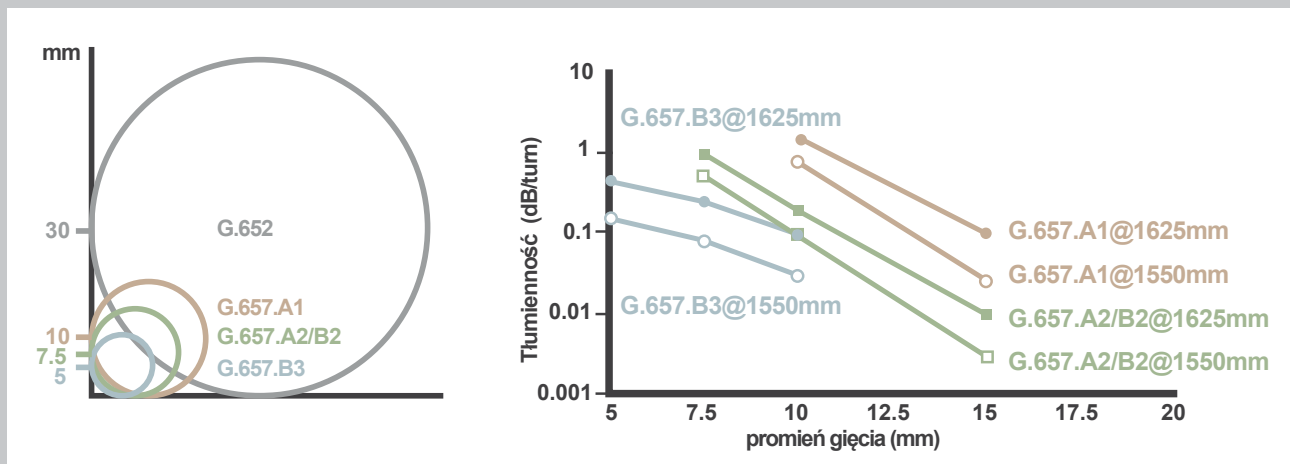 mm
30
10
7.5
5
G.652
G.657.A1
G.657.A2/B2
G.657.B3
Tłumienność (dB/turn)
10
1
0.1
0.01
0.001
G.657.B3@1625mm
G.657.B3@1550mm
G.657.A1@1625mm
G.657.A1@1550mm
G.657.A2/B2@1625mm
G.657.A2/B2@1550mm
5 7.5 10 12.5 15 17.5 20
promień gięcia (mm)